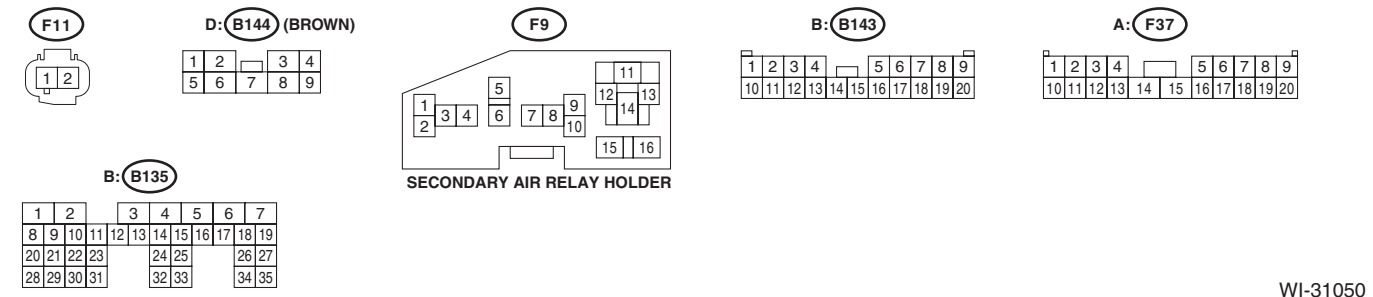 F11
1 2
D: B144 (BROWN)
1 2 3 4
5 6 7 8 9
F9
1
2
3 4
5
6
7 8
9
10
11
12 13
14
15 16
SECONDARY AIR RELAY HOLDER
B: B143
1 2 3 4 5 6 7 8 9
10 11 12 13 14 15 16 17 18 19 20
A: F37
1 2 3 4 5 6 7 8 9
10 11 12 13 14 15 16 17 18 19 20
B: B135
1 2 3 4 5 6 7
8 9 10 11 12 13 14 15 16 17 18 19
20 21 22 23 24 25 26 27
28 29 30 31 32 33 34 35
WI-31050